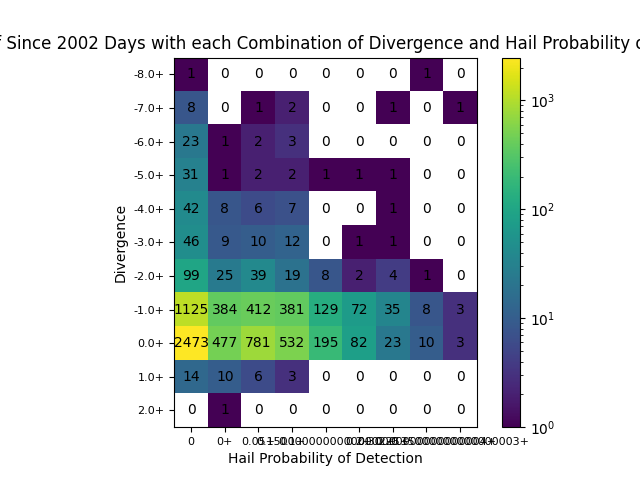 f Since 2002 Days with each Combination of Divergence and Hail Probability o
-8.0+ 1 0 0 0 0 0 0 1 0
-7.0+ 8 0 1 2 0 0 1 0 1
-6.0+ 23 1 2 3 0 0 0 0 0
-5.0+ 31 1 2 2 1 1 1 0 0
-4.0+ 42 8 6 7 0 0 1 0 0
-3.0+ 46 9 10 12 0 1 1 0 0
-2.0+ 99 25 39 19 8 2 4 1 0
-1.0+ 1125 384 412 381 129 72 35 8 3
0.0+ 2473 477 781 532 195 82 23 10 3
1.0+ 14 10 6 3 0 0 0 0 0
2.0+ 0 1 0 0 0 0 0 0 0
0 0+
Hail Probability of Detection
Divergence
10³
10²
10¹
10⁰